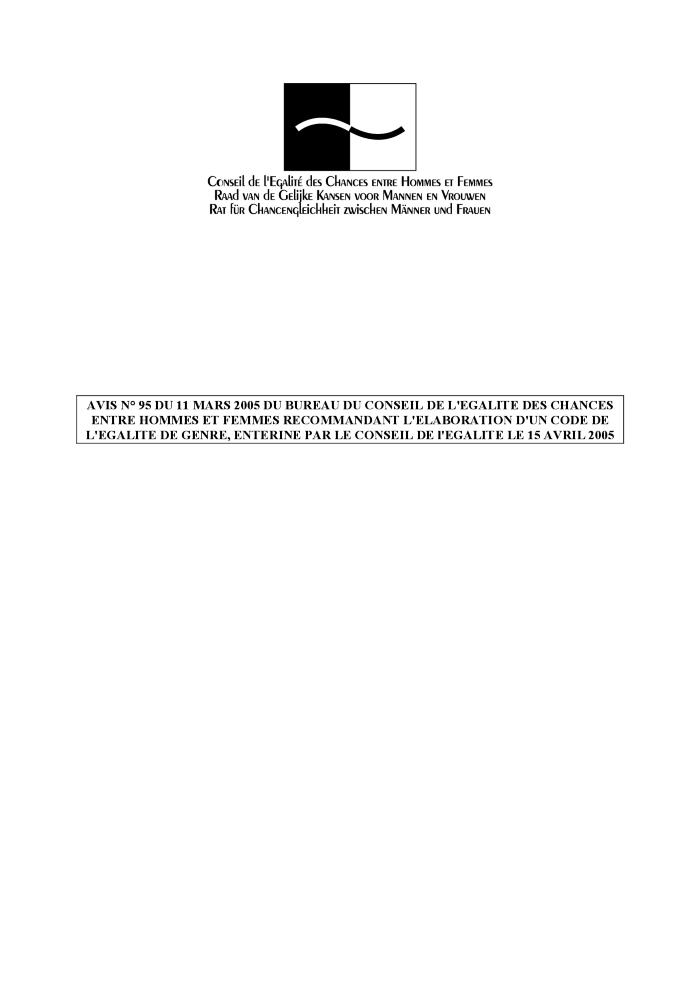 Conseil de l'Egalité des Chances entre Hommes et Femmes
Raad van de Gelijke Kansen voor Mannen en Vrouwen
Rat für Chancengleichheit zwischen Männer und Frauen
AVIS N° 95 DU 11 MARS 2005 DU BUREAU DU CONSEIL DE L'EGALITE DES CHANCES
ENTRE HOMMES ET FEMMES RECOMMANDANT L'ELABORATION D'UN CODE DE
L'EGALITE DE GENRE, ENTERINE PAR LE CONSEIL DE l'EGALITE LE 15 AVRIL 2005